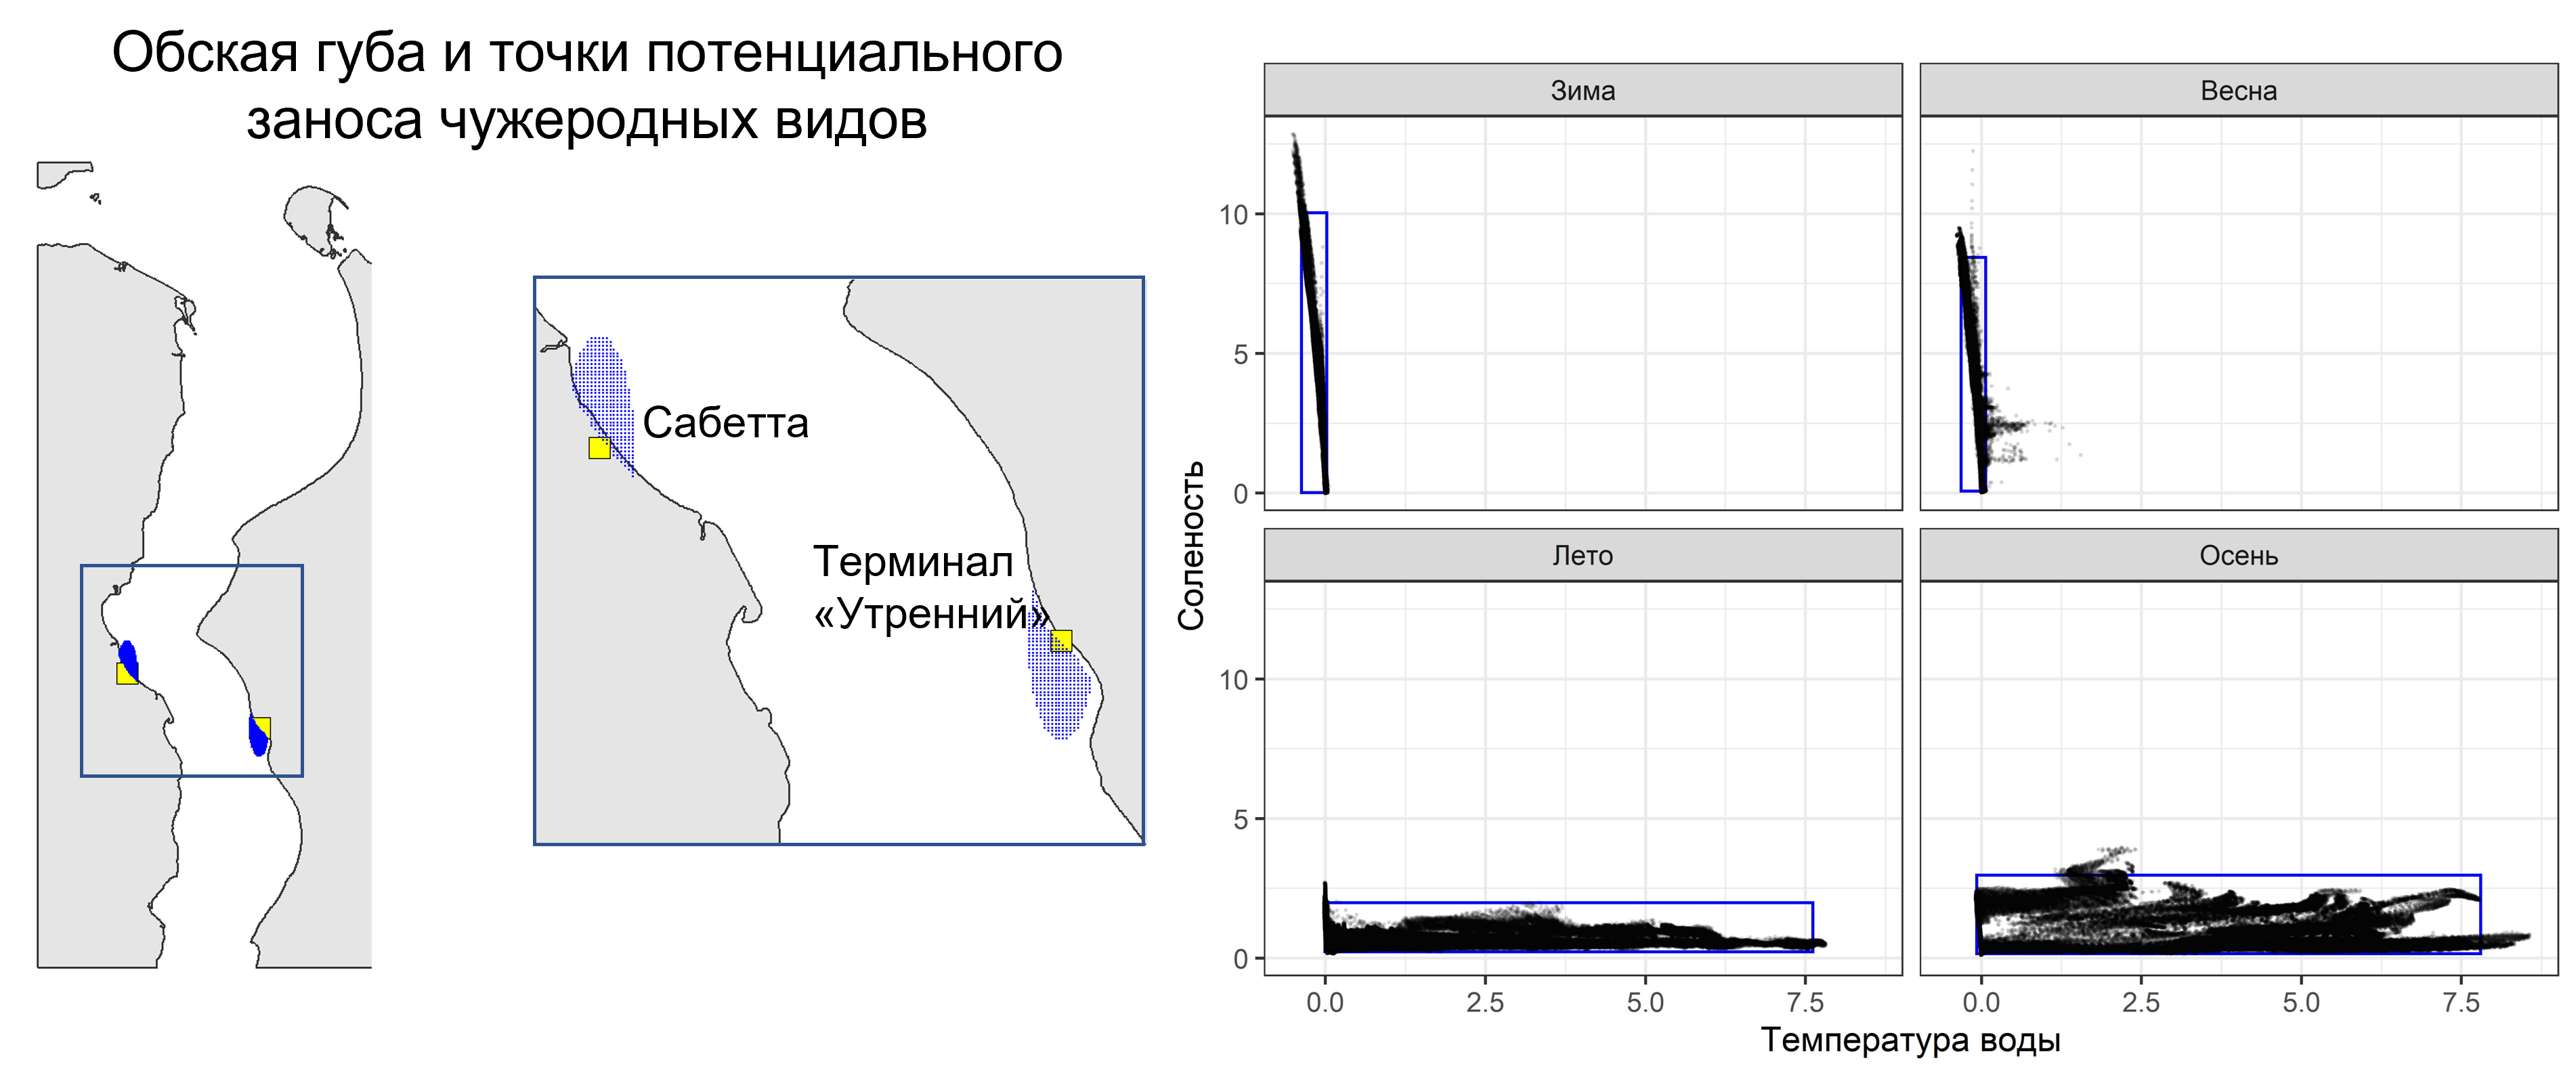 Обская губа и точки потенциального
заноса чужеродных видов
Сабетта
Терминал
«Утренний»
Зима
Весна
10
5
0
Лето
Осень
10
5
0
0.0 2.5 5.0 7.5
0.0 2.5 5.0 7.5
Соленость
Температура воды